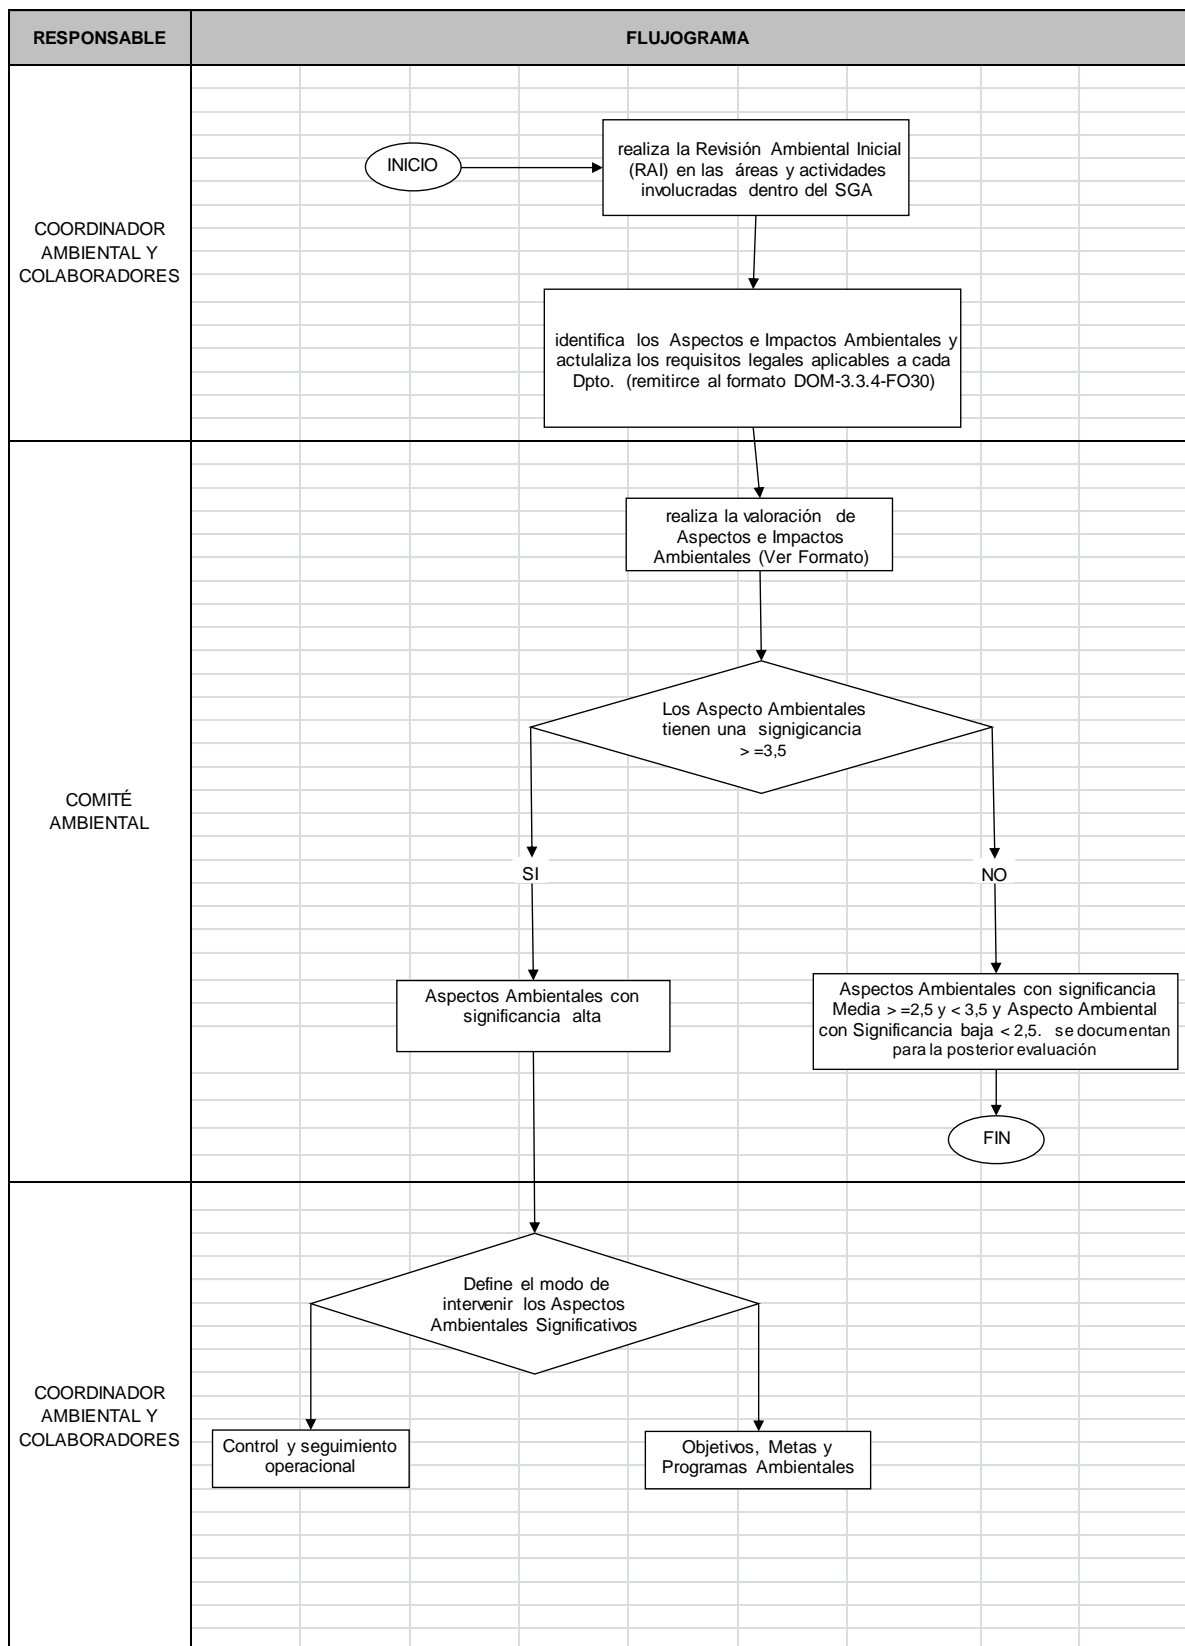 RESPONSABLE
FLUJOGRAMA
COORDINADOR
AMBIENTAL Y
COLABORADORES
INICIO
realiza la Revisión Ambiental Inicial
(RAI) en las áreas y actividades
involucradas dentro del SGA
identifica los Aspectos e Impactos Ambientales y
actulaliza los requisitos legales aplicables a cada
Dpto. (remitirce al formato DOM-3.3.4-FO30)
COMITÉ
AMBIENTAL
realiza la valoración de
Aspectos e Impactos
Ambientales (Ver Formato)
Los Aspecto Ambientales
tienen una signigicancia
> =3,5
SI
NO
Aspectos Ambientales con
significancia alta
Aspectos Ambientales con significancia
Media > =2,5 y < 3,5 y Aspecto Ambiental
con Significancia baja < 2,5. se documentan
para la posterior evaluación
FIN
COORDINADOR
AMBIENTAL Y
COLABORADORES
Define el modo de
intervenir los Aspectos
Ambientales Significativos
Control y seguimiento
operacional
Objetivos, Metas y
Programas Ambientales